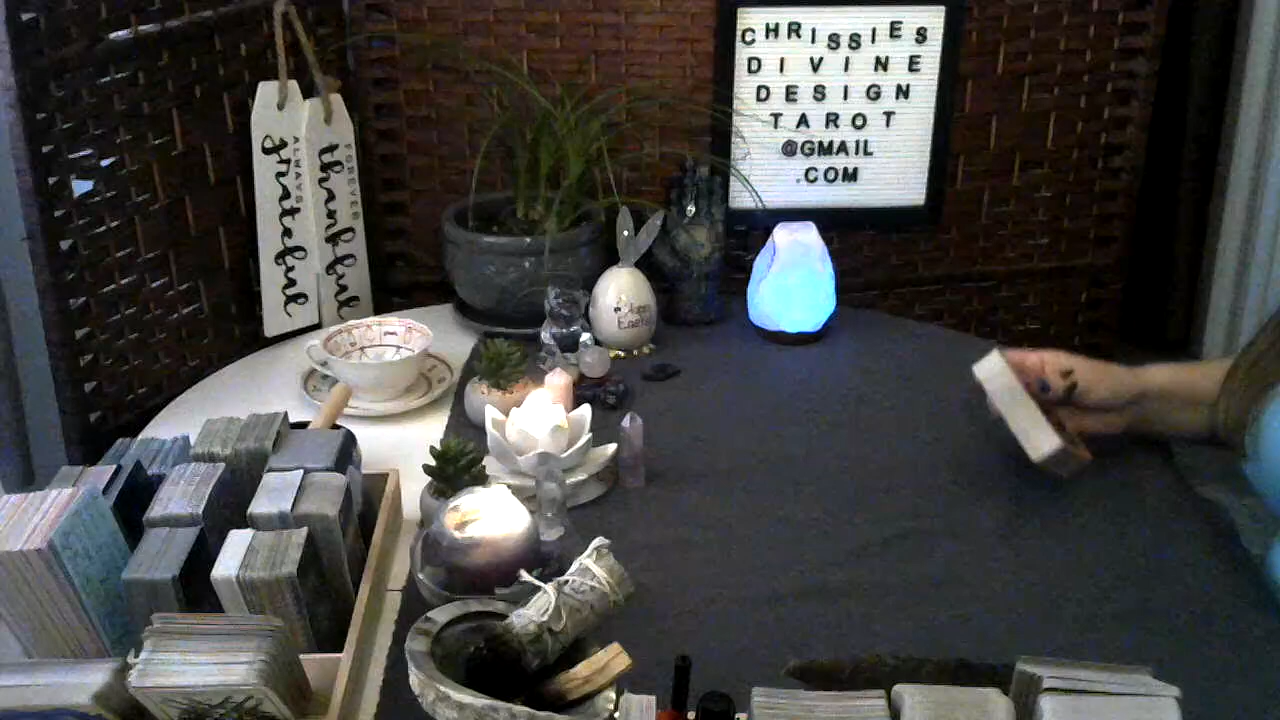 CHRISSIES
DIVINE
DESIGN
TAROT
@GMAIL
.COM
ALWAYS
grateful
FOREVER
thankful
Happy
Easter